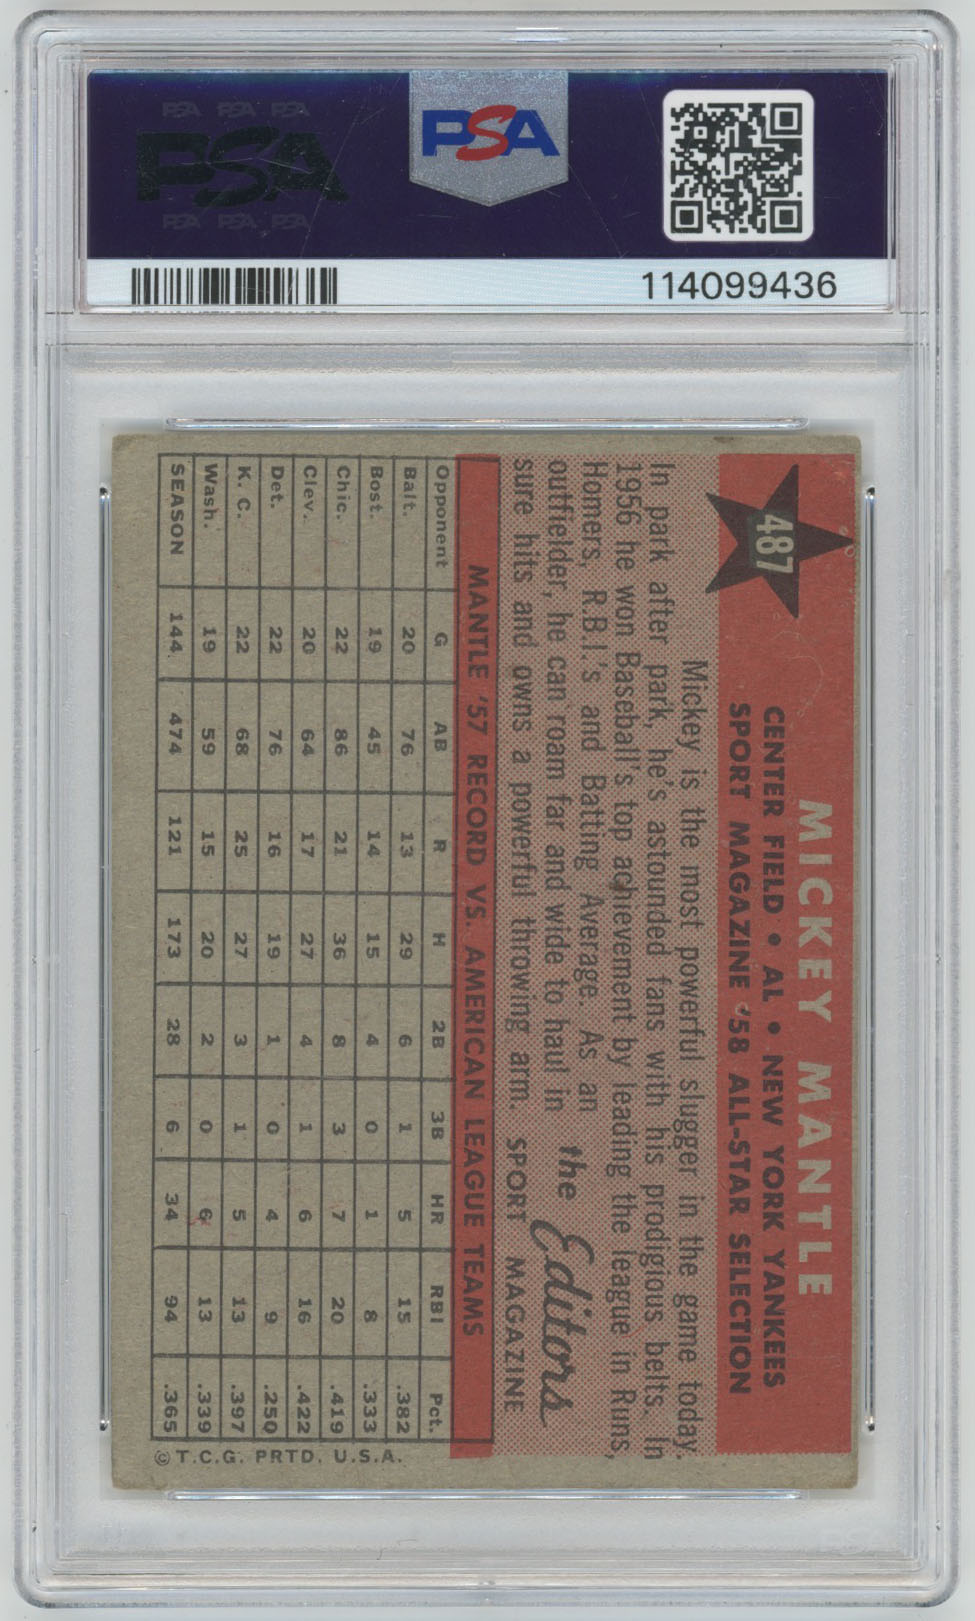 PSA PSA PSA
PSA
PSA PSA PSA
PSA
114099436
487
MICKEY MANTLE
CENTER FIELD • AL • NEW YORK YANKEES
SPORT MAGAZINE '58 ALL-STAR SELECTION
Mickey is the most powerful slugger in the game today.
In park after park, he's astounded fans with his prodigious belts. In
1956 he won Baseball's top achievement by leading the league in Runs,
Homers, R.B.I.'s and Batting Average. As an
outfielder, he can roam far and wide to haul in
sure hits and owns a powerful throwing arm.
the Editors
SPORT MAGAZINE
MANTLE '57 RECORD VS. AMERICAN LEAGUE TEAMS
Opponent G AB R H 2B 3B HR RBI Pct.
Balt. 20 76 13 29 6 1 5 15 .382
Bost. 19 45 14 15 4 0 1 8 .333
Chic. 22 86 21 36 8 3 7 20 .419
Clev. 20 64 17 27 4 1 6 16 .422
Det. 22 76 16 19 1 0 4 9 .250
K. C. 22 68 25 27 3 1 5 13 .397
Wash. 19 59 15 20 2 0 6 13 .339
SEASON 144 474 121 173 28 6 34 94 .365
© T.C.G. PRTD. U.S.A.